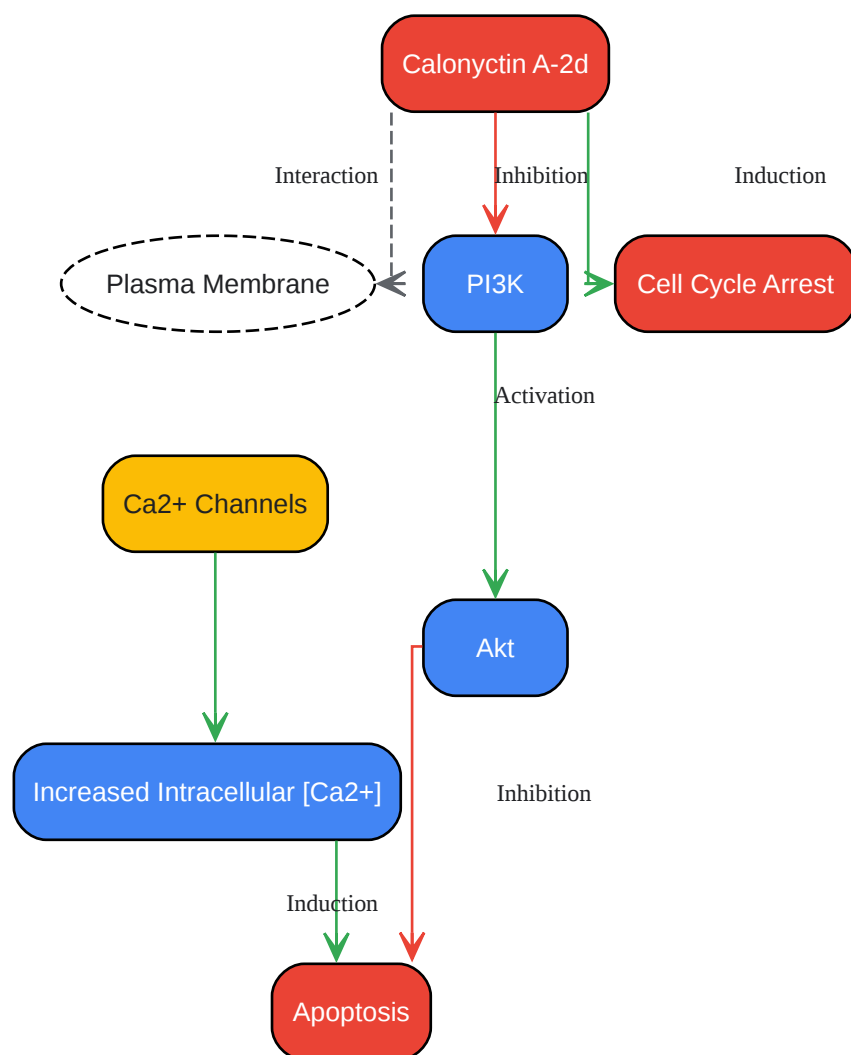 Calonyctin A-2d
Interaction
Inhibition
Induction
Plasma Membrane
PI3K
Cell Cycle Arrest
Activation
Ca2+ Channels
Akt
Increased Intracellular [Ca2+]
Inhibition
Induction
Apoptosis